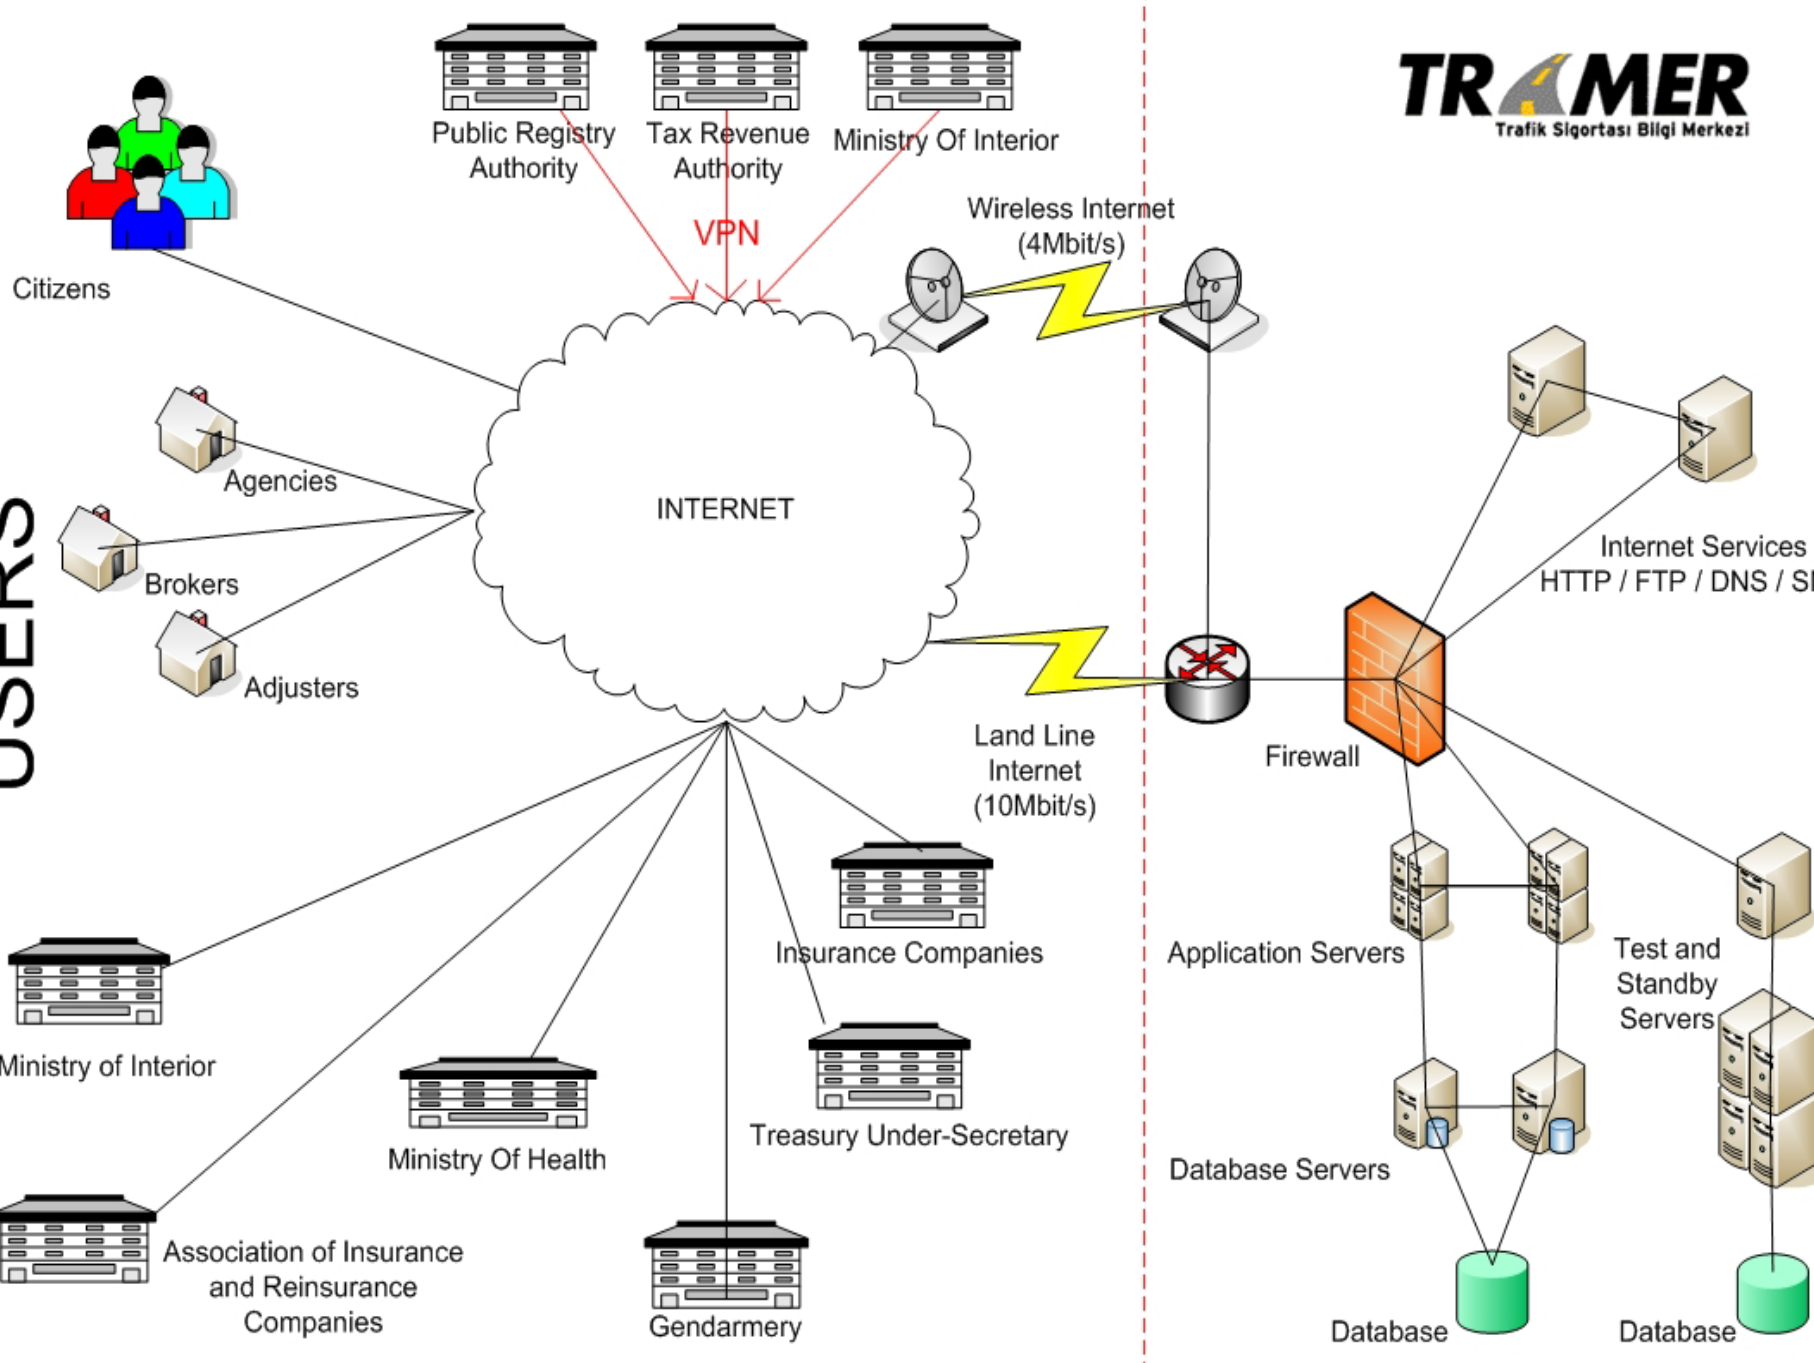 TRAMER
Trafik Sigortası Bilgi Merkezi
Public Registry
Authority
Tax Revenue
Authority
Ministry Of Interior
VPN
Wireless Internet
(4Mbit/s)
Citizens
Agencies
Brokers
Adjusters
USERS
INTERNET
Internet Services
HTTP / FTP / DNS /
Land Line
Internet
(10Mbit/s)
Firewall
Insurance Companies
Application Servers
Test and
Standby
Servers
Ministry of Interior
Ministry Of Health
Treasury Under-Secretary
Database Servers
Association of Insurance
and Reinsurance
Companies
Gendarmery
Database
Database